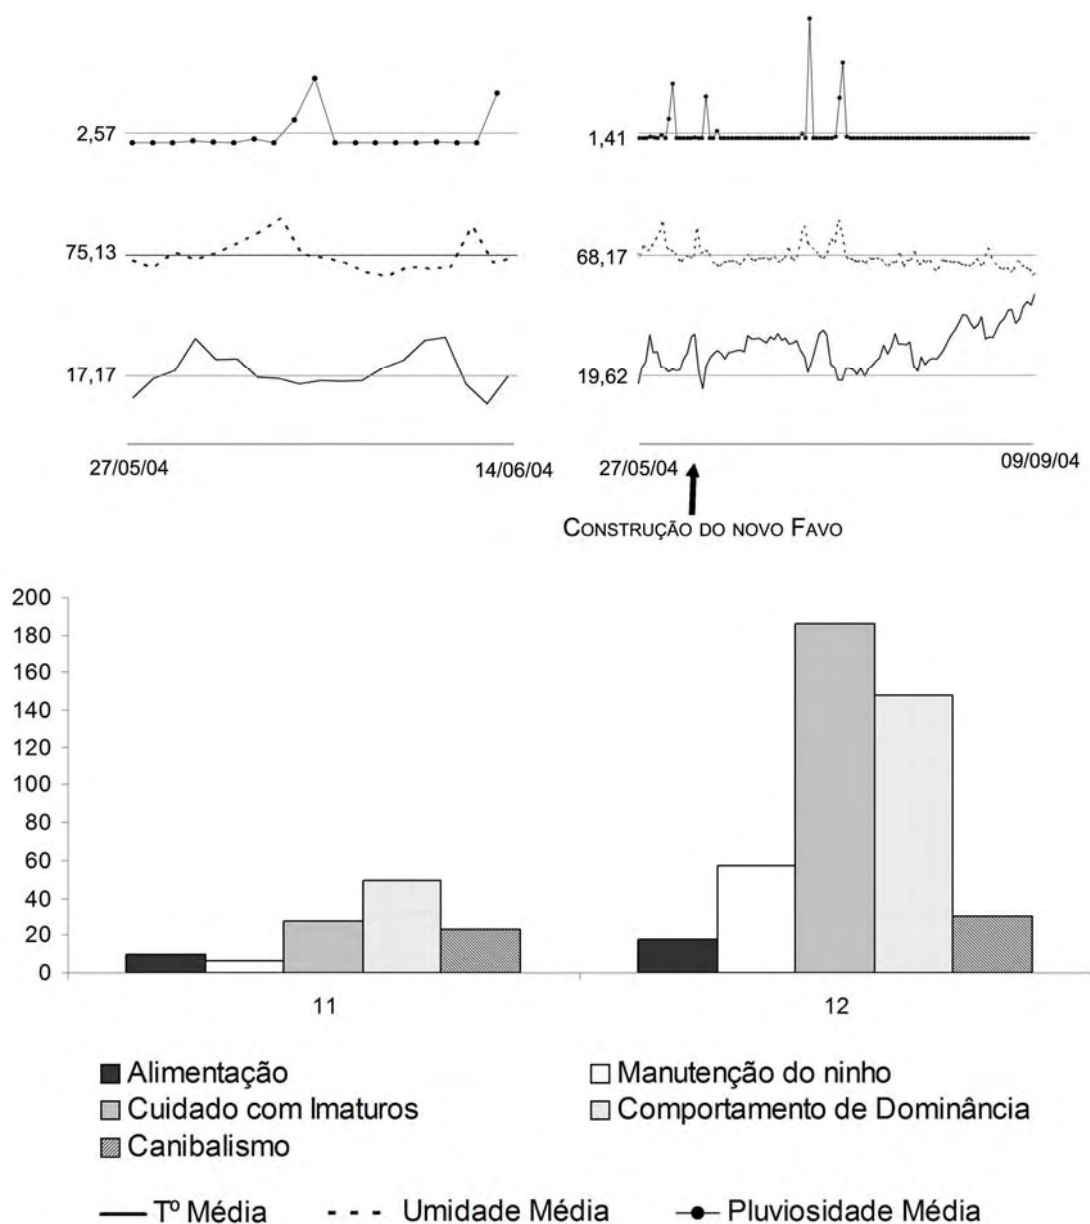 2,57
1,41
75,13
68,17
17,17
19,62
27/05/04
14/06/04
27/05/04
09/09/04
CONSTRUÇÃO DO NOVO FAVO
200
180
160
140
120
100
80
60
40
20
0
11
12
Alimentação
Manutenção do ninho
Cuidado com Imaturos
Comportamento de Dominância
Canibalismo
Tº Média
Umidade Média
Pluviosidade Média